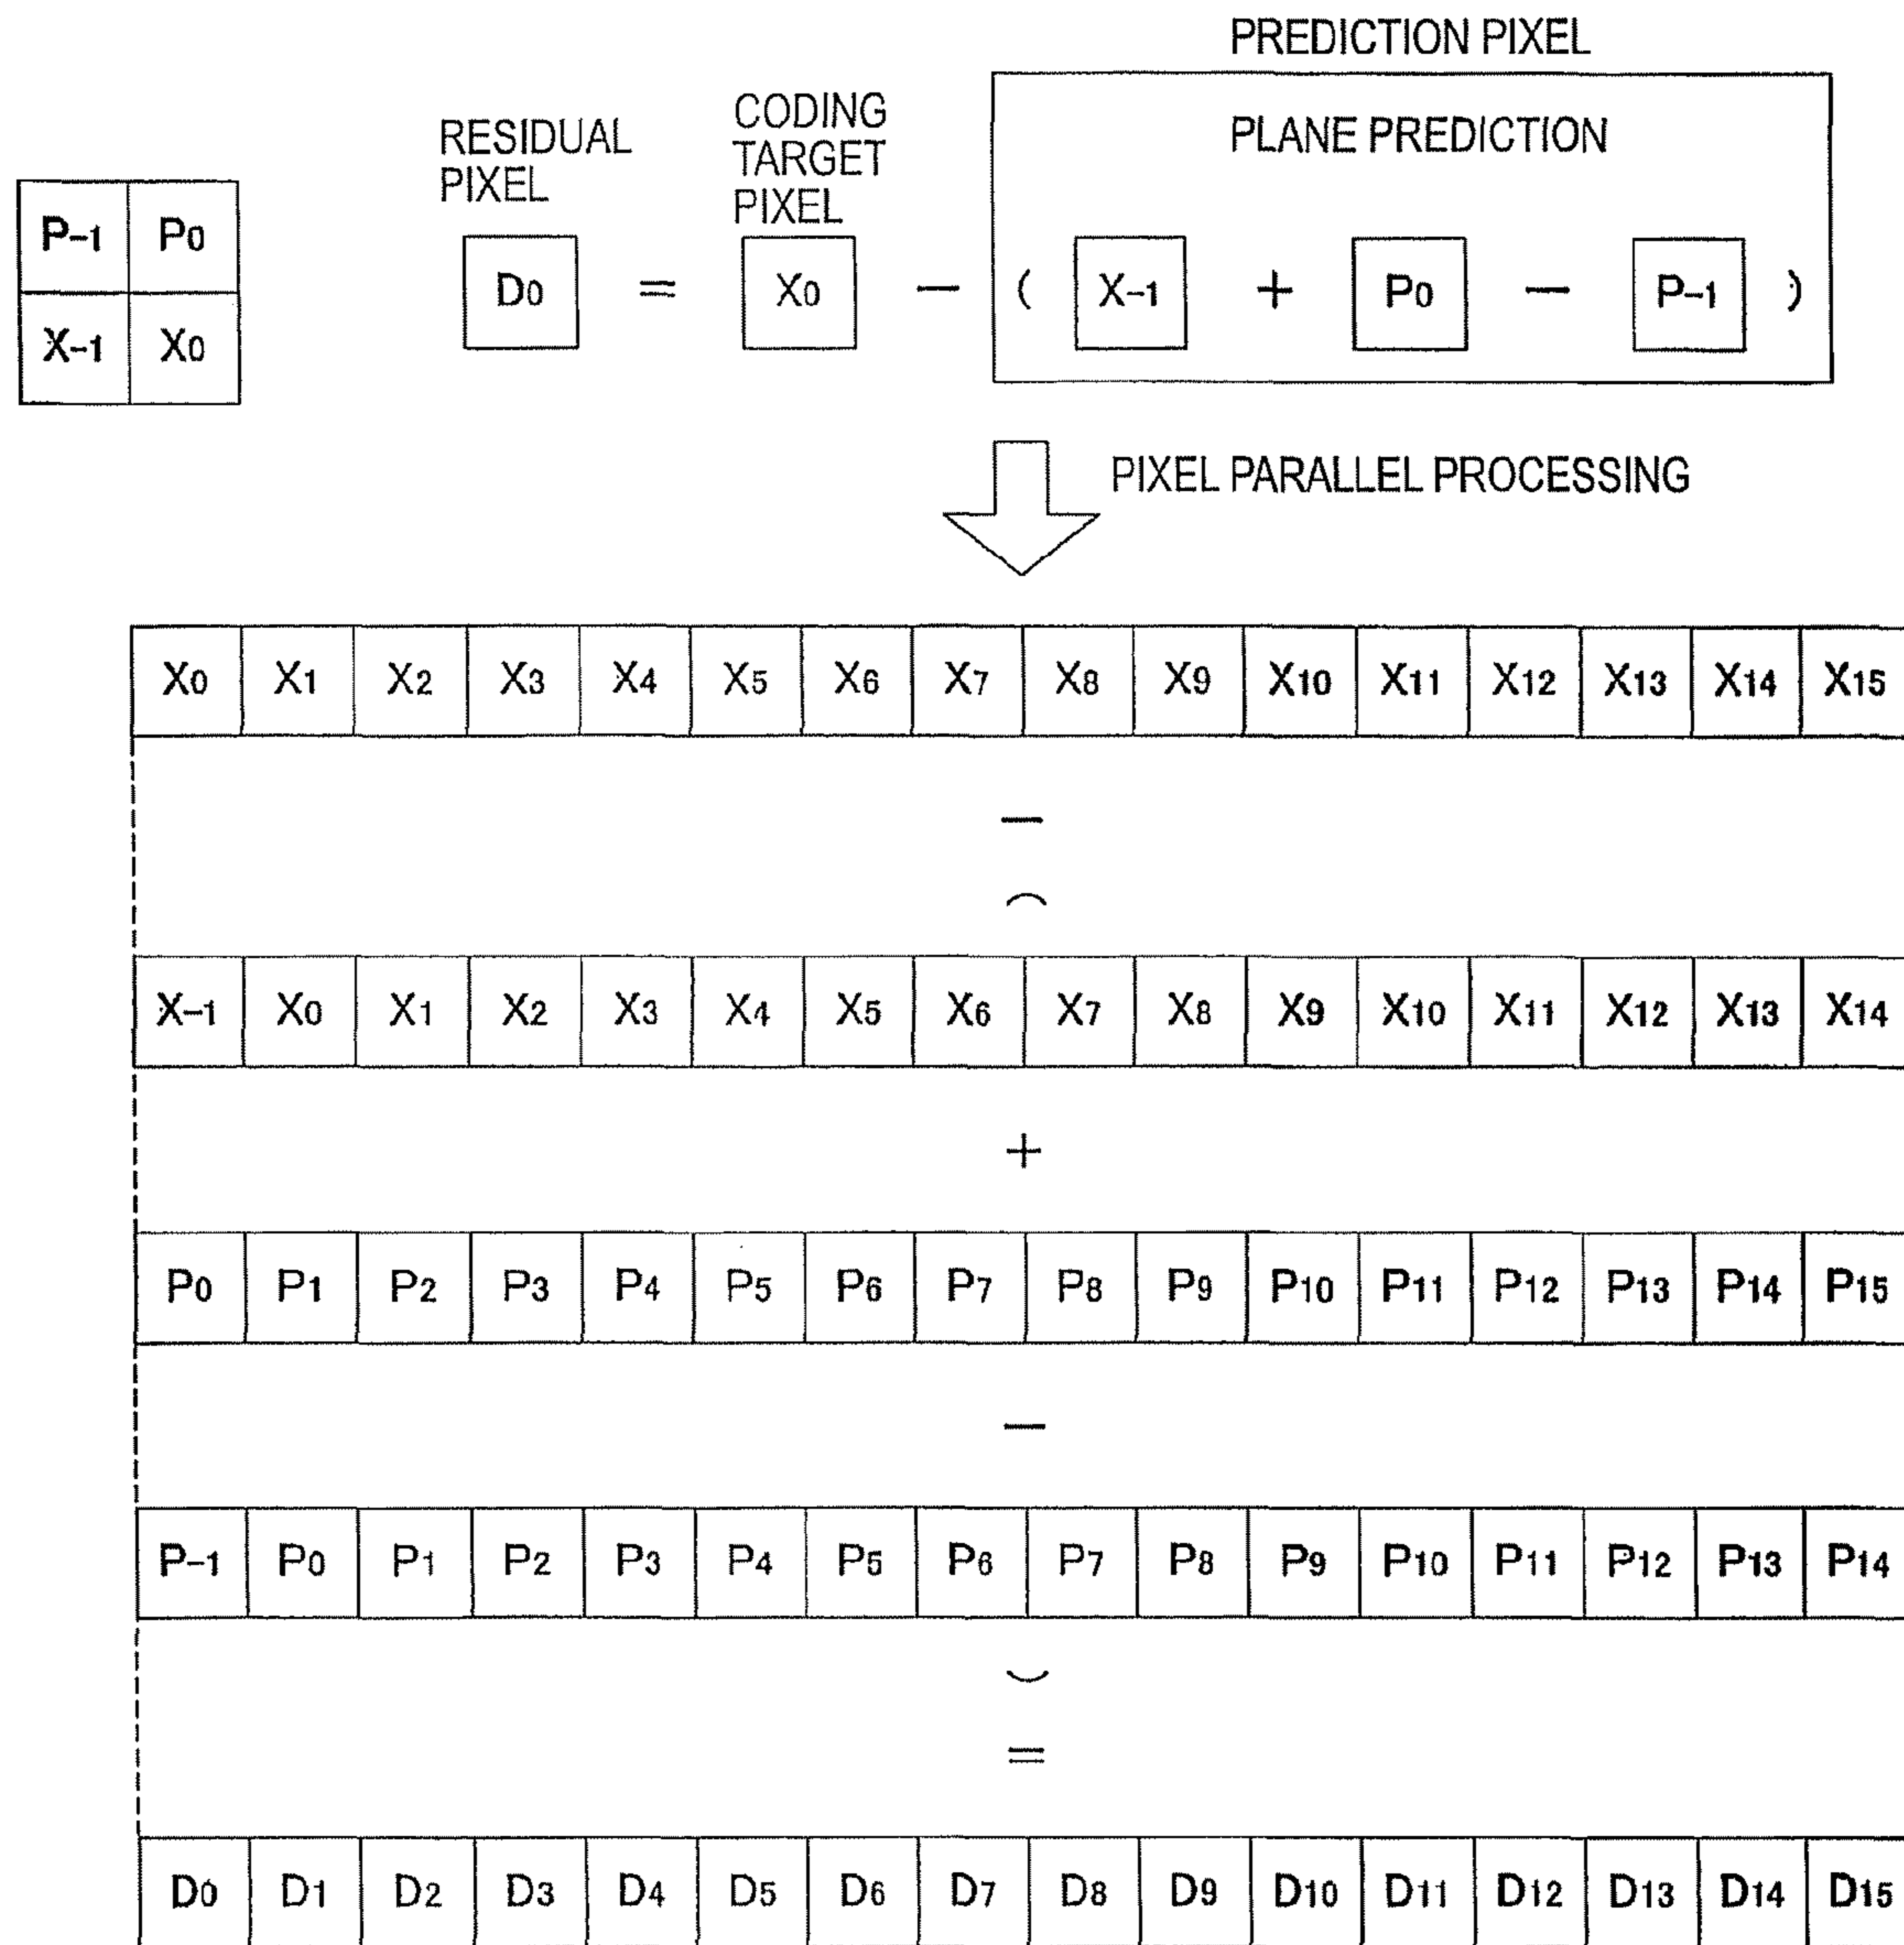 PREDICTION PIXEL
RESIDUAL
PIXEL
CODING
TARGET
PIXEL
PLANE PREDICTION
P-1 P0
X-1 X0
D0 = X0 − ( X-1 + P0 − P-1 )
PIXEL PARALLEL PROCESSING
X0 X1 X2 X3 X4 X5 X6 X7 X8 X9 X10 X11 X12 X13 X14 X15
−
(
X-1 X0 X1 X2 X3 X4 X5 X6 X7 X8 X9 X10 X11 X12 X13 X14
+
P0 P1 P2 P3 P4 P5 P6 P7 P8 P9 P10 P11 P12 P13 P14 P15
−
P-1 P0 P1 P2 P3 P4 P5 P6 P7 P8 P9 P10 P11 P12 P13 P14
)
=
D0 D1 D2 D3 D4 D5 D6 D7 D8 D9 D10 D11 D12 D13 D14 D15